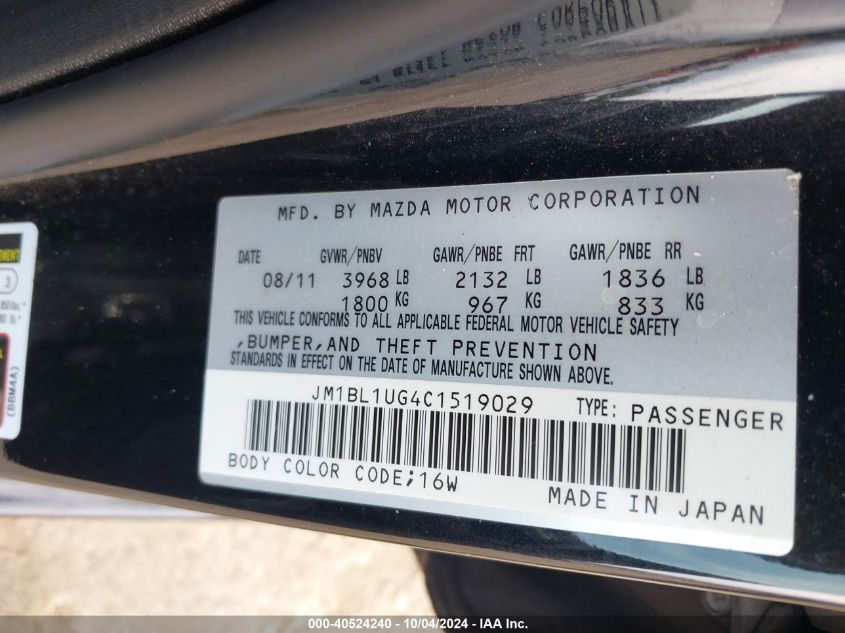 MFD. BY MAZDA MOTOR CORPORATION
DATE GVWR/PNBV GAWR/PNBE FRT GAWR/PNBE RR
08/11 3968 LB 2132 LB 1836 LB
1800 KG 967 KG 833 KG
THIS VEHICLE CONFORMS TO ALL APPLICABLE FEDERAL MOTOR VEHICLE SAFETY
,BUMPER,AND THEFT PREVENTION
STANDARDS IN EFFECT ON THE DATE OF MANUFACTURE SHOWN ABOVE.
JM1BL1UG4C1519029 TYPE: PASSENGER
BODY COLOR CODE;16W
MADE IN JAPAN
3
(BBM4A)
000-40524240 - 10/04/2024 - IAA Inc.